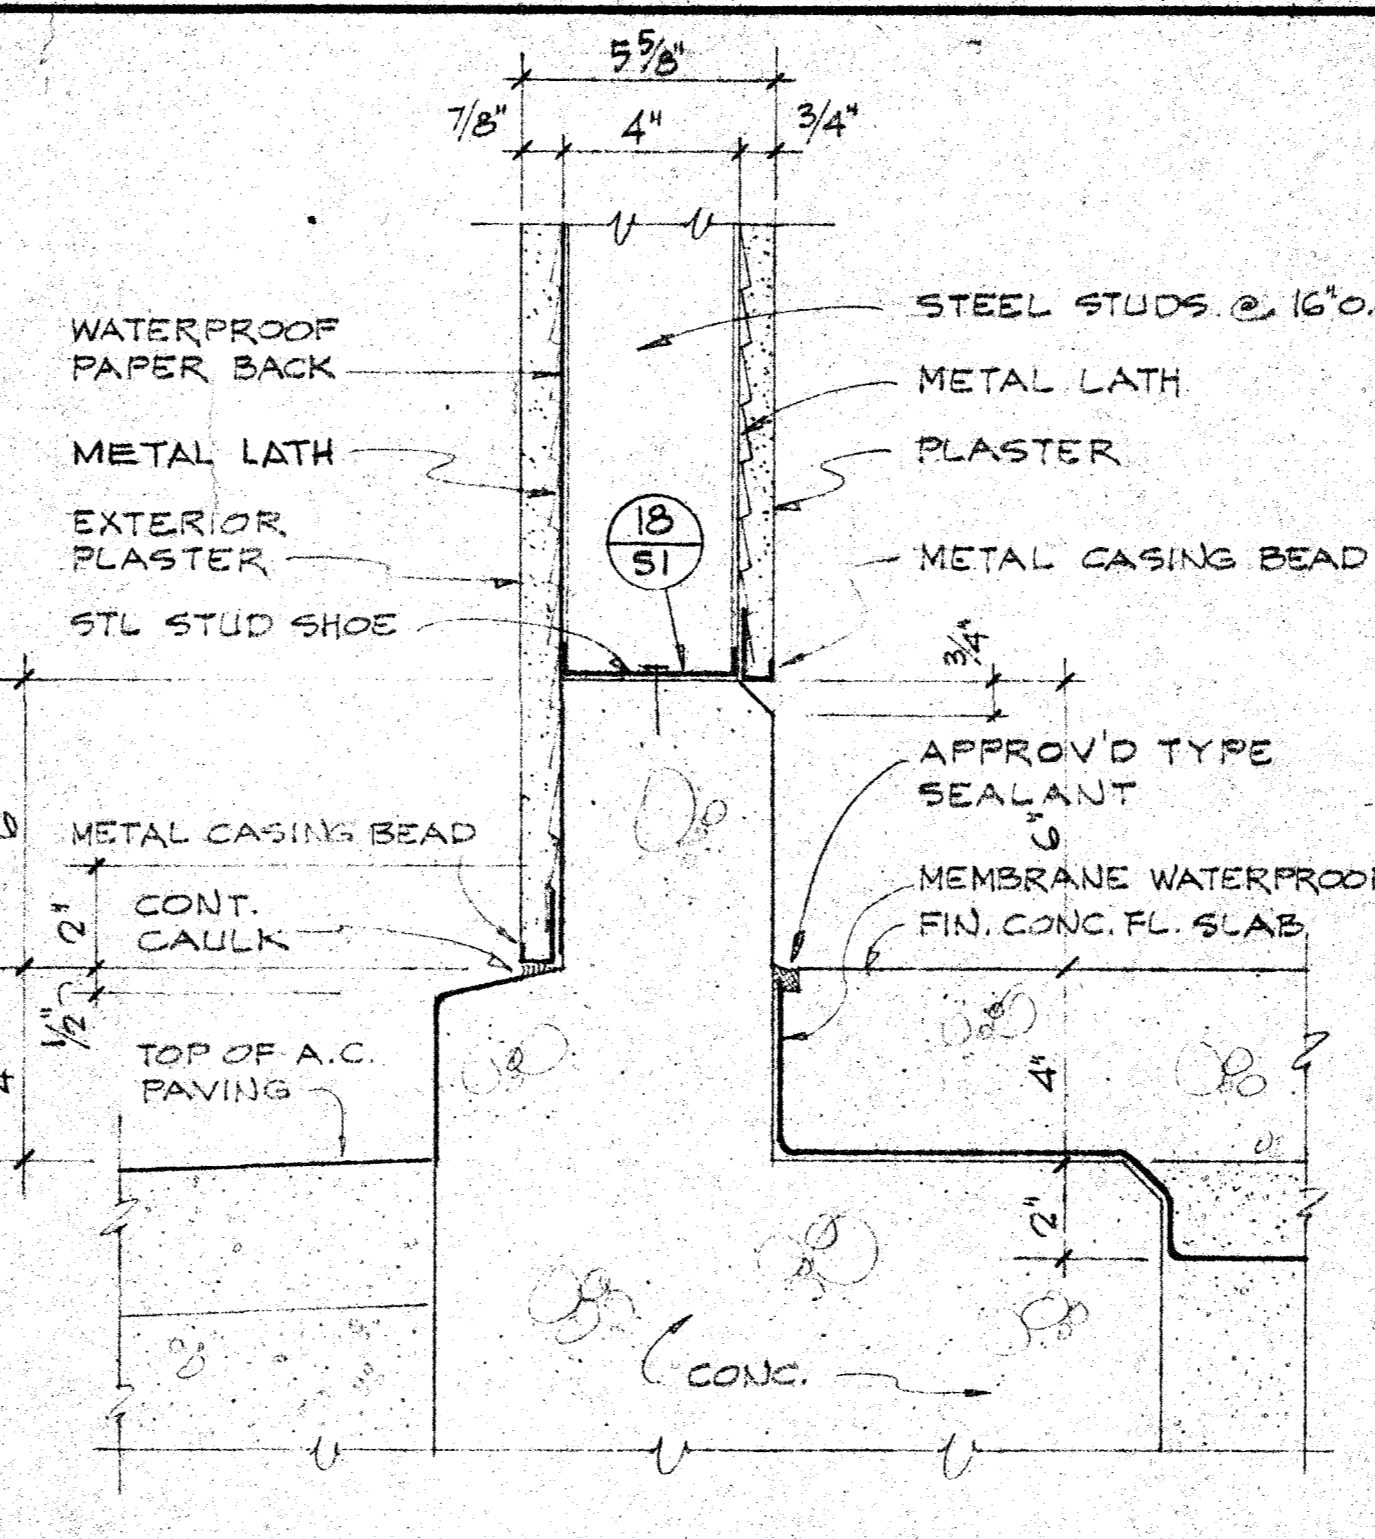 5 5/8"
7/8"
4"
3/4"
WATERPROOF
PAPER BACK
METAL LATH
EXTERIOR
PLASTER
STL STUD SHOE
STEEL STUDS @ 16"O.
METAL LATH
PLASTER
18
S1
METAL CASING BEAD
3/4"
APPROV'D TYPE
SEALANT
6"
6
METAL CASING BEAD
2"
CONT.
CAULK
MEMBRANE WATERPROOF
FIN. CONC. FL. SLAB
1/2"
TOP OF A.C.
PAVING
4"
2"
CONC.